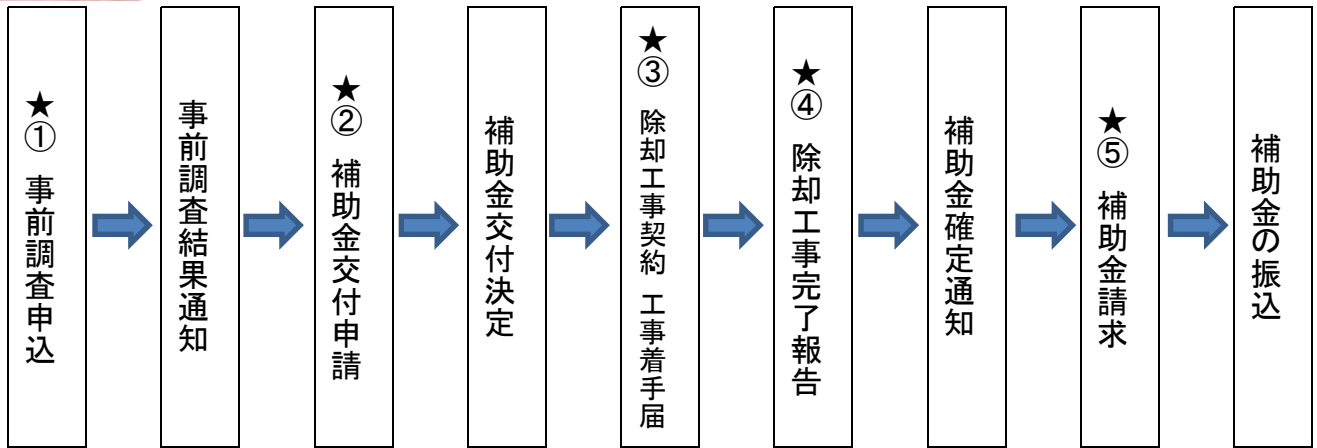 ★① 事前調査申込
事前調査結果通知
★② 補助金交付申請
補助金交付決定
★③ 除却工事契約 工事着手届
★④ 除却工事完了報告
補助金確定通知
★⑤ 補助金請求
補助金の振込